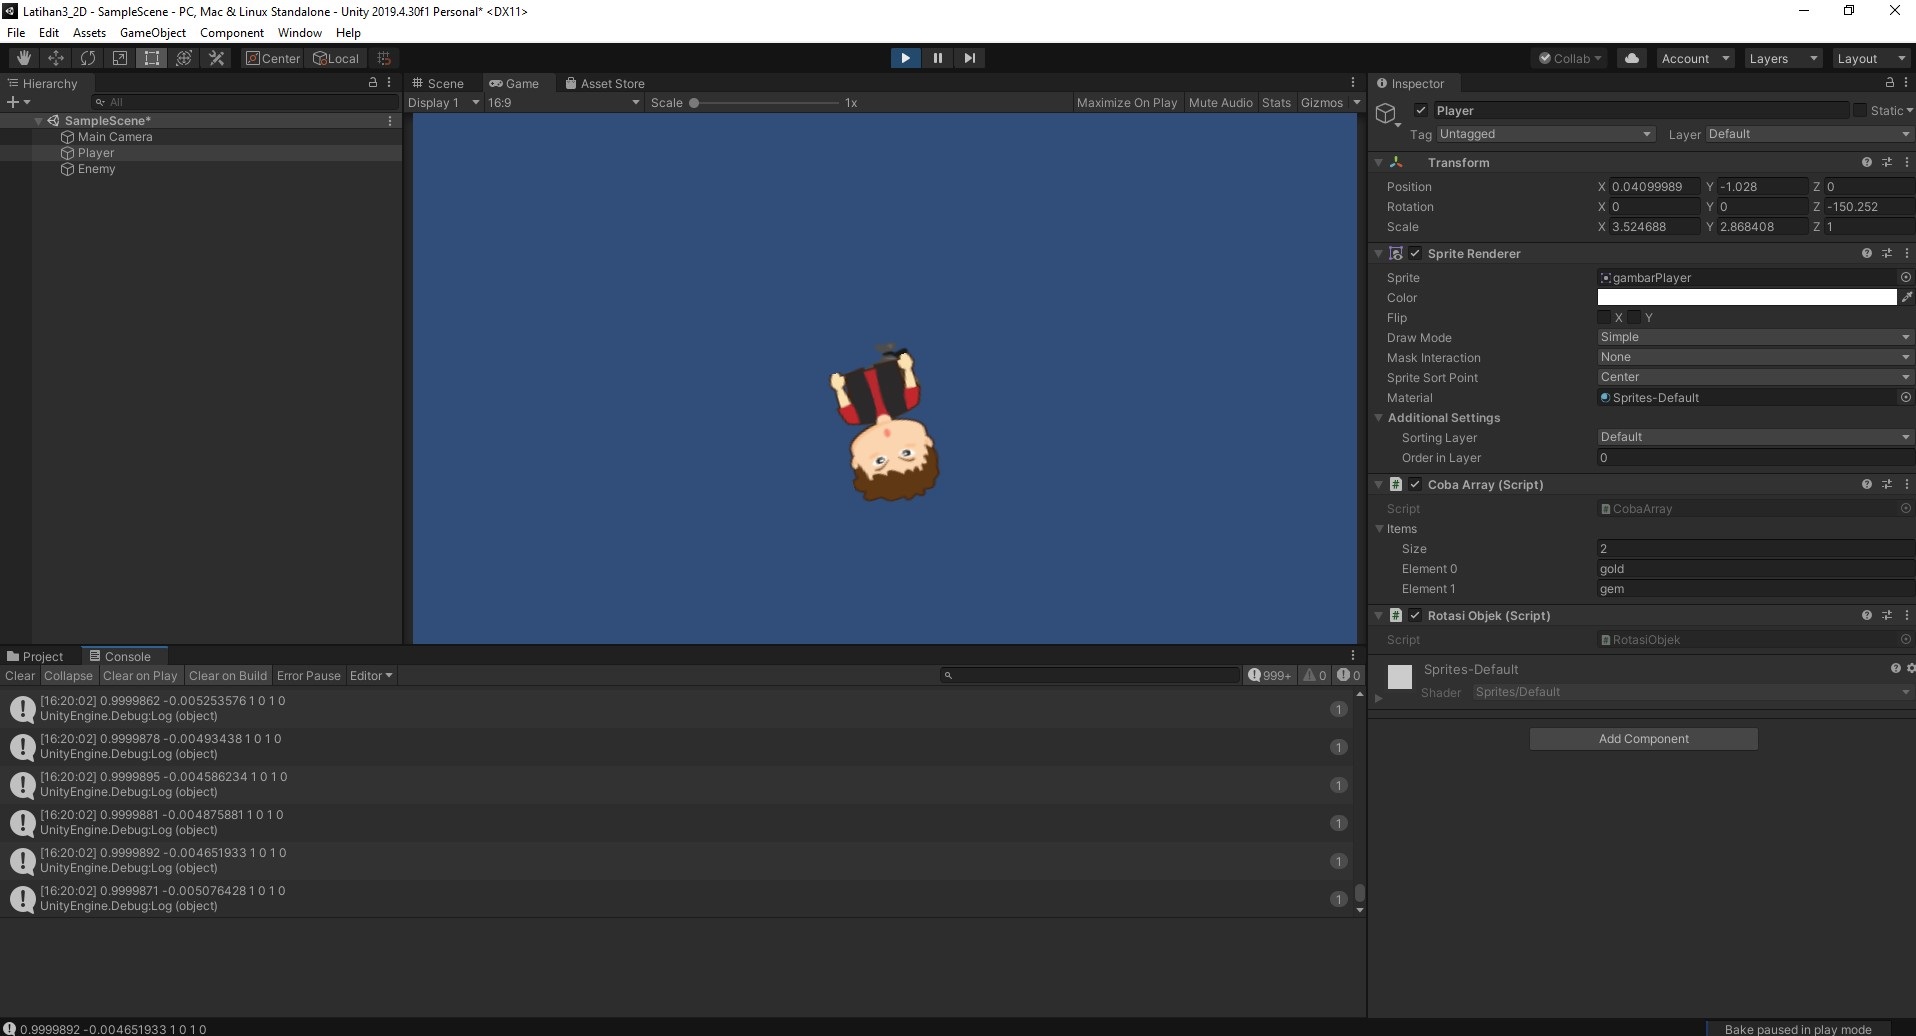 Latihan3_2D - SampleScene - PC, Mac & Linux Standalone - Unity 2019.4.30f1 Personal* <DX11>
File Edit Assets GameObject Component Window Help
Center Local Collab Account Layers Layout
Hierarchy
All
SampleScene*
Main Camera
Player
Enemy
Scene Game Asset Store
Display 1 16:9 Scale 1x Maximize On Play Mute Audio Stats Gizmos
Inspector
Player Static
Tag Untagged Layer Default
Transform
Position X 0.04099989 Y -1.028 Z 0
Rotation X 0 Y 0 Z -150.252
Scale X 3.524688 Y 2.868408 Z 1
Sprite Renderer
Sprite gambarPlayer
Color
Flip X Y
Draw Mode Simple
Mask Interaction None
Sprite Sort Point Center
Material Sprites-Default
Additional Settings
Sorting Layer Default
Order in Layer 0
Coba Array (Script)
Script CobaArray
Items
Size 2
Element 0 gold
Element 1 gem
Rotasi Objek (Script)
Script RotasiObjek
Sprites-Default
Shader Sprites/Default
Add Component
Project Console
Clear Collapse Clear on Play Clear on Build Error Pause Editor 999+ 0 0
[16:20:02] 0.9999862 -0.005253576 1 0 1 0
UnityEngine.Debug:Log (object) 1
[16:20:02] 0.9999878 -0.00493438 1 0 1 0
UnityEngine.Debug:Log (object) 1
[16:20:02] 0.9999895 -0.004586234 1 0 1 0
UnityEngine.Debug:Log (object) 1
[16:20:02] 0.9999881 -0.004875881 1 0 1 0
UnityEngine.Debug:Log (object) 1
[16:20:02] 0.9999892 -0.004651933 1 0 1 0
UnityEngine.Debug:Log (object) 1
[16:20:02] 0.9999871 -0.005076428 1 0 1 0
UnityEngine.Debug:Log (object) 1
0.9999892 -0.004651933 1 0 1 0
Bake paused in play mode